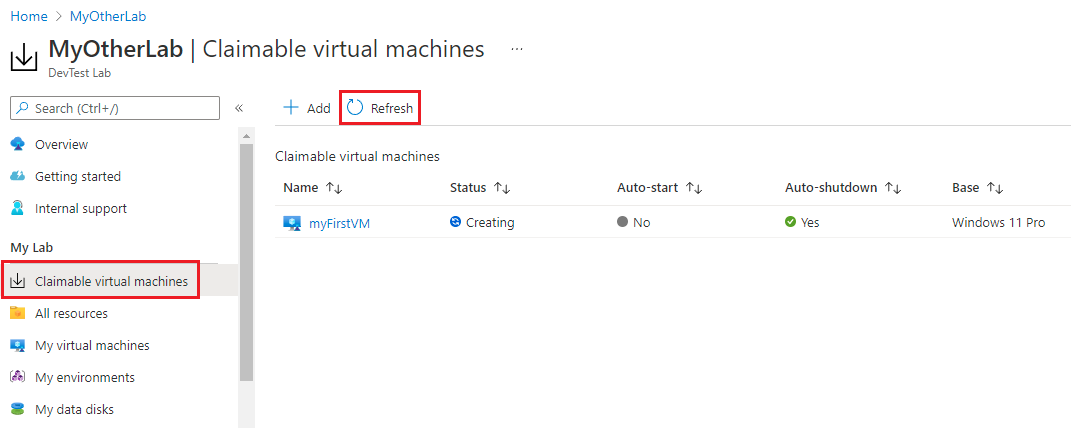 Home > MyOtherLab
MyOtherLab | Claimable virtual machines ...
DevTest Lab
Search (Ctrl+/) «
Overview
Getting started
Internal support
My Lab
Claimable virtual machines
All resources
My virtual machines
My environments
My data disks
+ Add Refresh
Claimable virtual machines
Name ↑↓ Status ↑↓ Auto-start ↑↓ Auto-shutdown ↑↓ Base ↑↓
myFirstVM Creating No Yes Windows 11 Pro